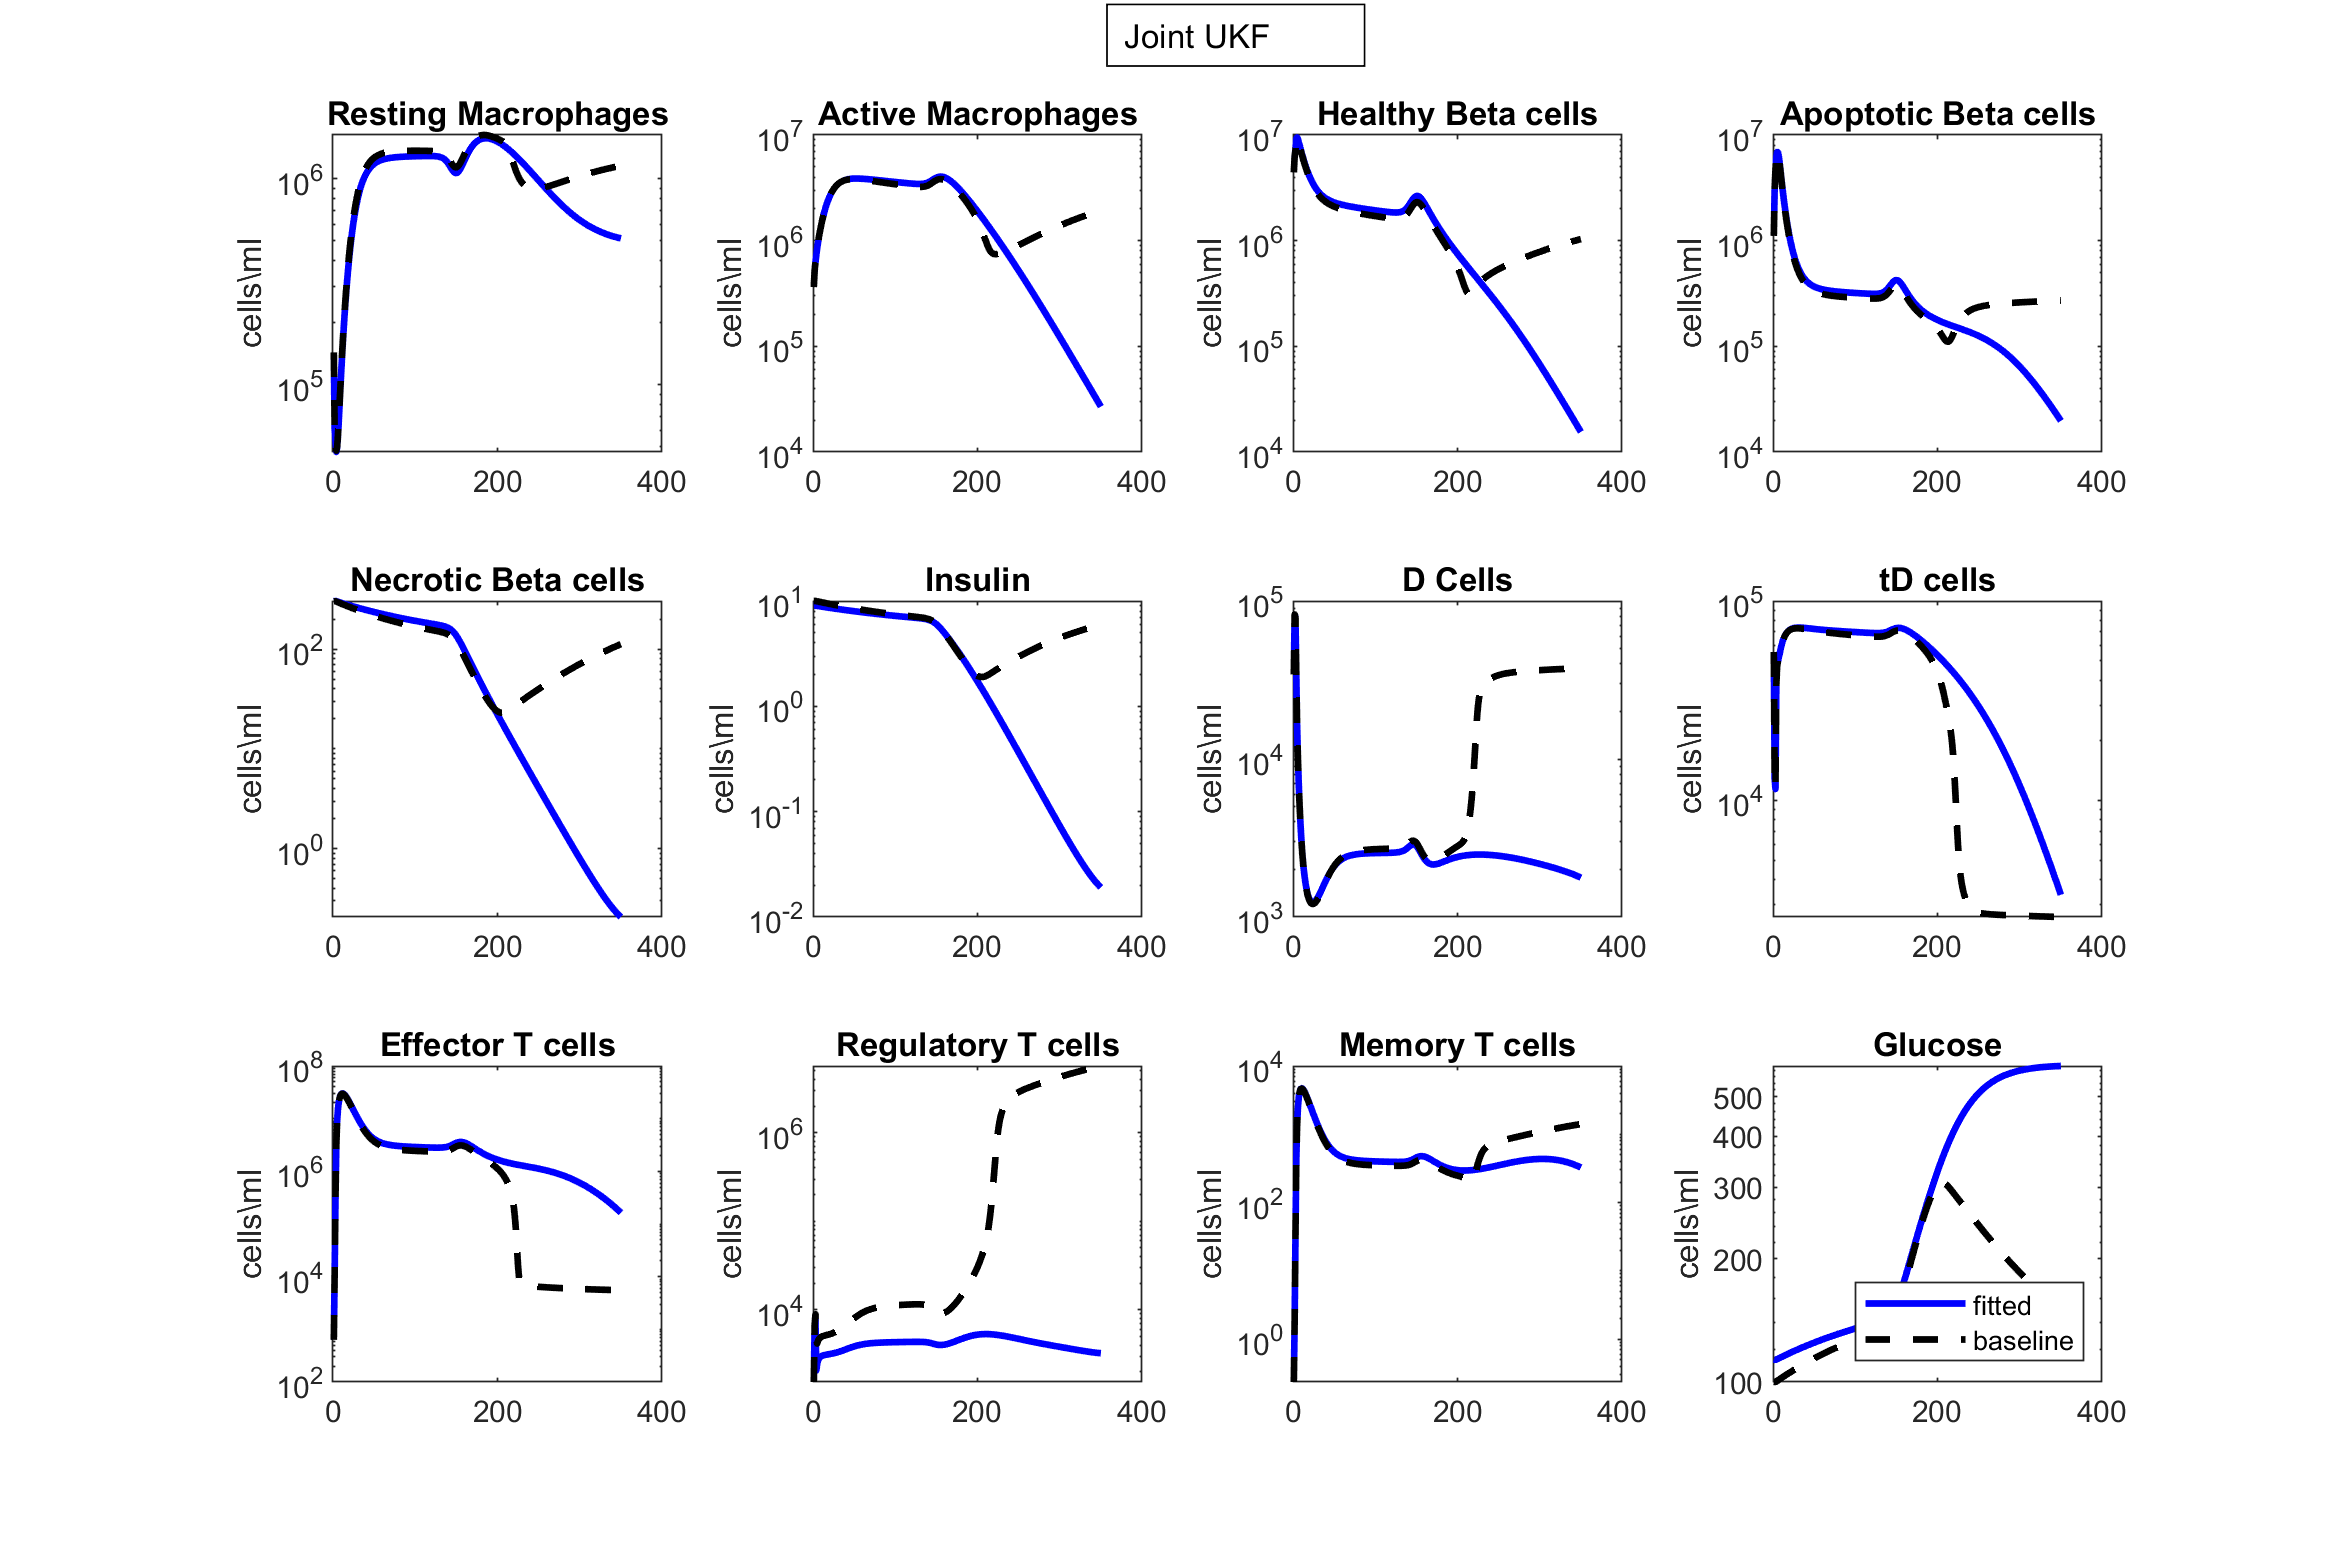 Joint UKF
Resting Macrophages
Active Macrophages
Healthy Beta cells
Apoptotic Beta cells
cells\ml
10^6
10^5
0 200 400
cells\ml
10^7
10^6
10^5
10^4
0 200 400
cells\ml
10^7
10^6
10^5
10^4
0 200 400
cells\ml
10^7
10^6
10^5
10^4
0 200 400
Necrotic Beta cells
Insulin
D Cells
tD cells
cells\ml
10^2
10^0
0 200 400
cells\ml
10^1
10^0
10^-1
10^-2
0 200 400
cells\ml
10^5
10^4
10^3
0 200 400
cells\ml
10^5
10^4
0 200 400
Effector T cells
Regulatory T cells
Memory T cells
Glucose
cells\ml
10^8
10^6
10^4
10^2
0 200 400
cells\ml
10^6
10^4
0 200 400
cells\ml
10^4
10^2
10^0
0 200 400
cells\ml
500
400
300
200
100
0 200 400
fitted
baseline